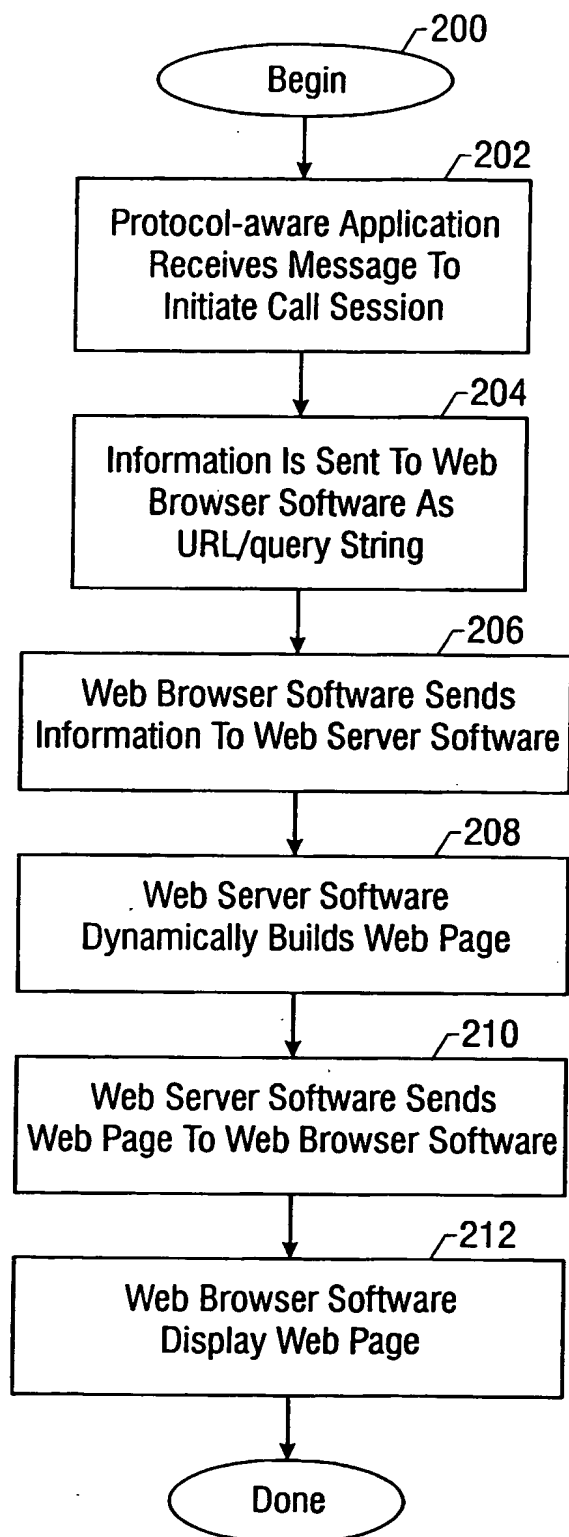 200
Begin
202
Protocol-aware Application
Receives Message To
Initiate Call Session
204
Information Is Sent To Web
Browser Software As
URL/query String
206
Web Browser Software Sends
Information To Web Server Software
208
Web Server Software
Dynamically Builds Web Page
210
Web Server Software Sends
Web Page To Web Browser Software
212
Web Browser Software
Display Web Page
Done